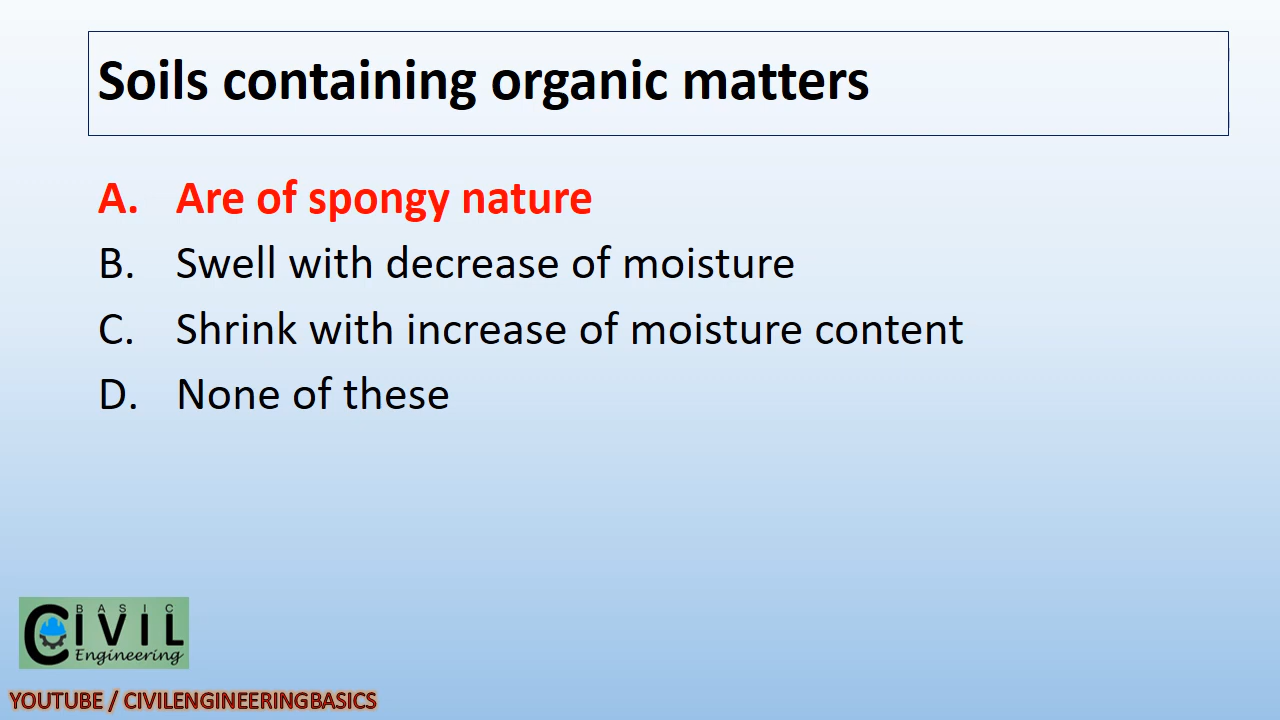 Soils containing organic matters
A. Are of spongy nature
B. Swell with decrease of moisture
C. Shrink with increase of moisture content
D. None of these
BASIC
CIVIL
Engineering
YOUTUBE / CIVILENGINEERINGBASICS